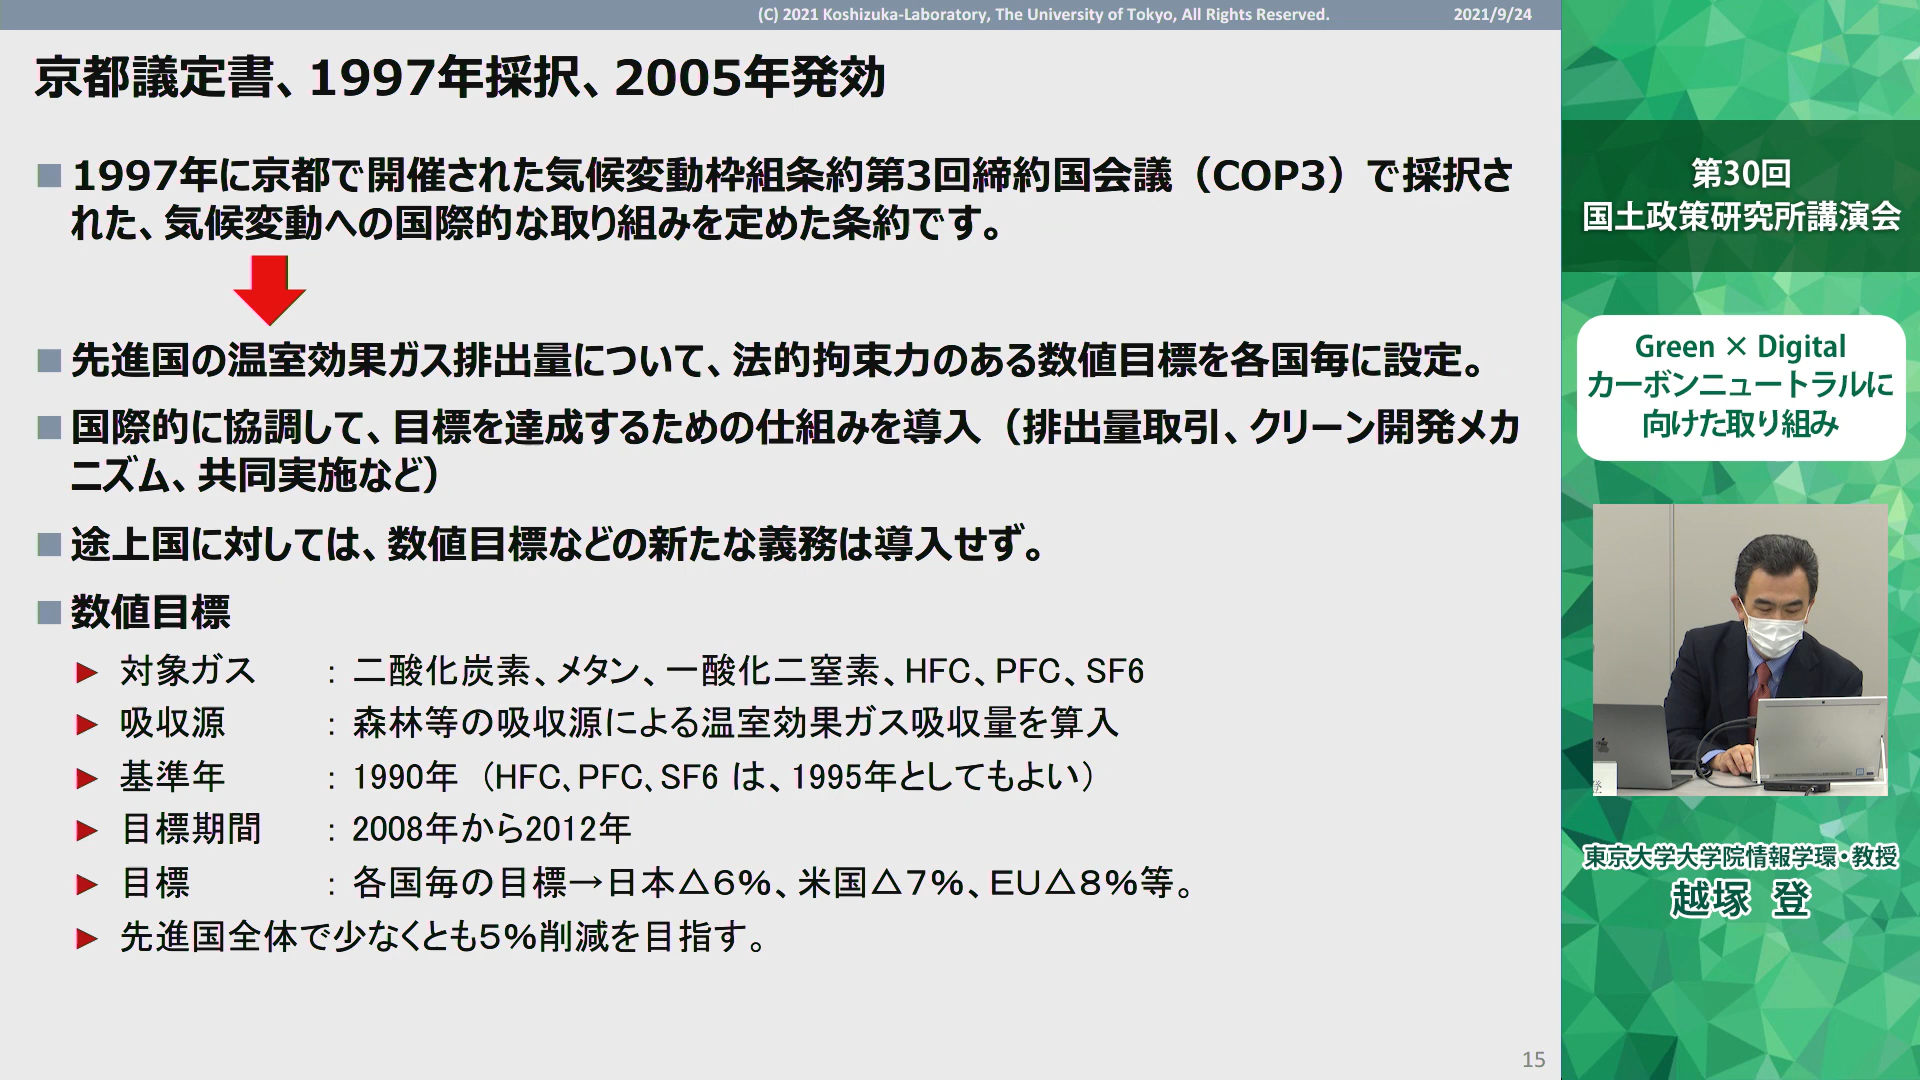 (C) 2021 Koshizuka-Laboratory, The University of Tokyo, All Rights Reserved.
2021/9/24
京都議定書、1997年採択、2005年発効
1997年に京都で開催された気候変動枠組条約第3回締約国会議（COP3）で採択さ
れた、気候変動への国際的な取り組みを定めた条約です。
先進国の温室効果ガス排出量について、法的拘束力のある数値目標を各国毎に設定。
国際的に協調して、目標を達成するための仕組みを導入（排出量取引、クリーン開発メカ
ニズム、共同実施など）
途上国に対しては、数値目標などの新たな義務は導入せず。
数値目標
対象ガス ： 二酸化炭素、メタン、一酸化二窒素、HFC、PFC、SF6
吸収源 ： 森林等の吸収源による温室効果ガス吸収量を算入
基準年 ： 1990年（HFC、PFC、SF6 は、1995年としてもよい）
目標期間 ： 2008年から2012年
目標 ： 各国毎の目標→日本△６％、米国△７％、ＥＵ△８％等。
先進国全体で少なくとも５％削減を目指す。
15
第30回
国土政策研究所講演会
Green × Digital
カーボンニュートラルに
向けた取り組み
登
東京大学大学院情報学環・教授
越塚 登